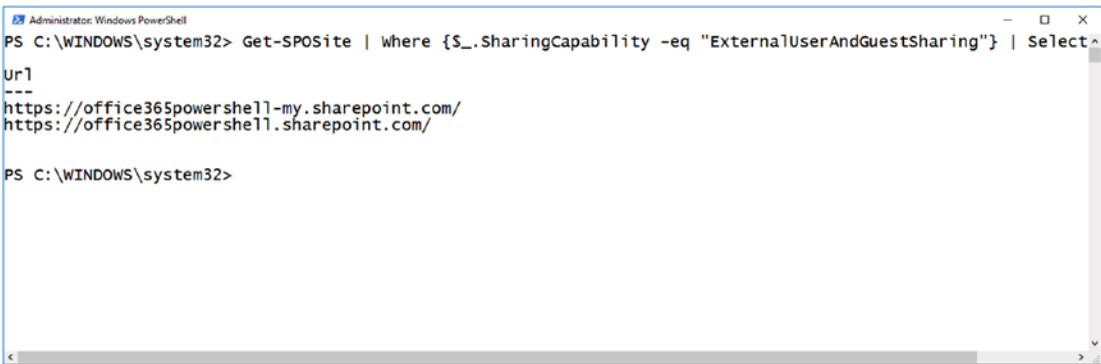 Administrator: Windows PowerShell
PS C:\WINDOWS\system32> Get-SPOSite | Where {$_.SharingCapability -eq "ExternalUserAndGuestSharing"} | Select
Url
---
https://office365powershell-my.sharepoint.com/
https://office365powershell.sharepoint.com/
PS C:\WINDOWS\system32>